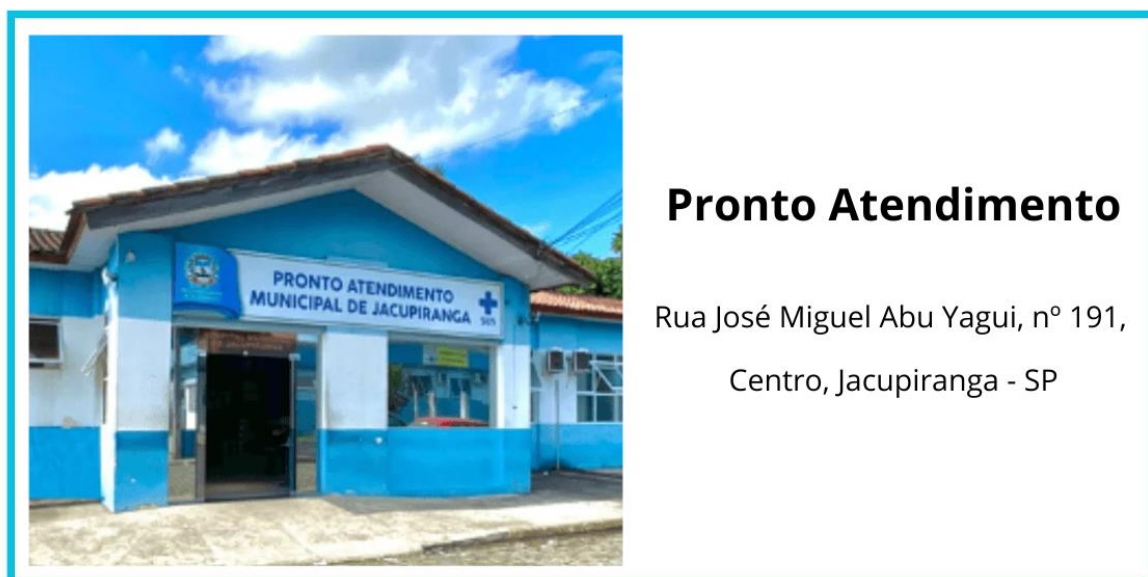 PRONTO ATENDIMENTO
MUNICIPAL DE JACUPIRANGA
SUS
Pronto Atendimento
Rua José Miguel Abu Yagui, nº 191,
Centro, Jacupiranga - SP